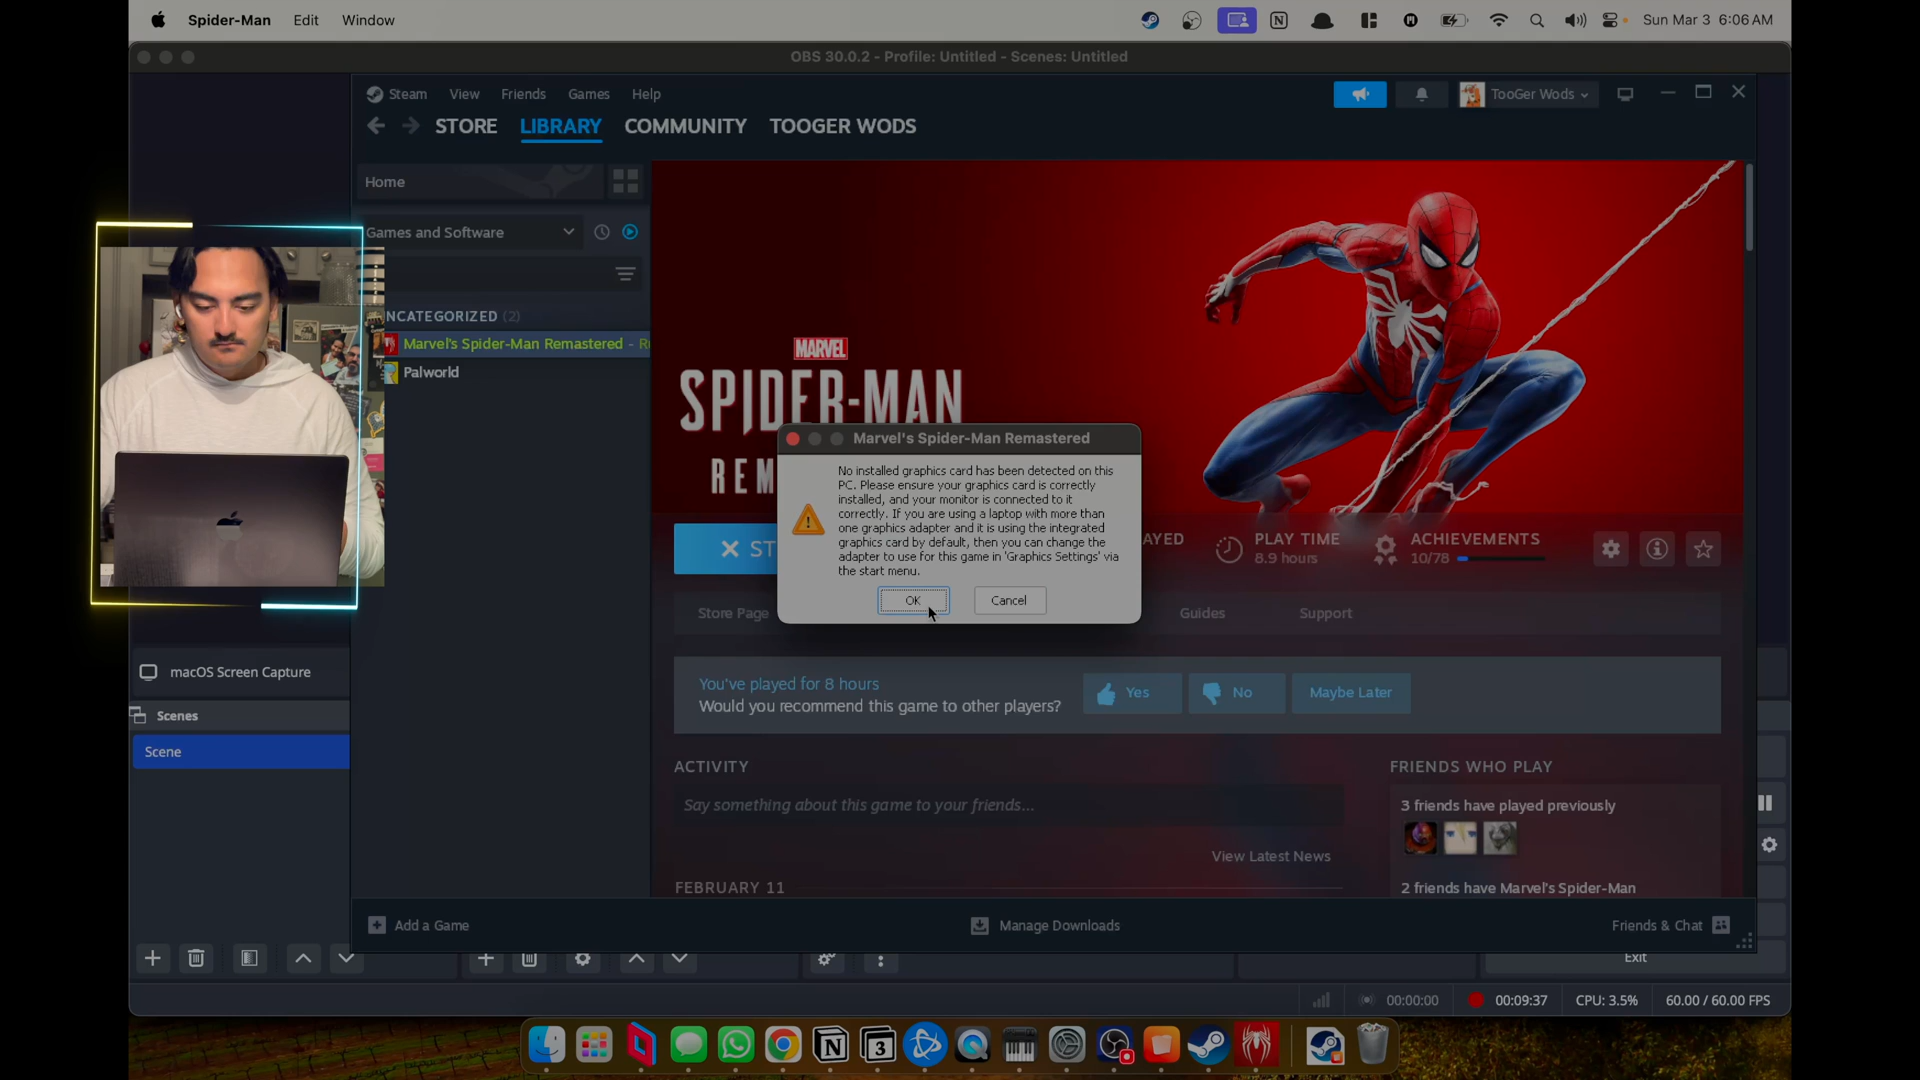 Spider-Man Edit Window
Sun Mar 3 6:06 AM
OBS 30.0.2 - Profile: Untitled - Scenes: Untitled
Steam View Friends Games Help
TooGer Wods
STORE LIBRARY COMMUNITY TOOGER WODS
Home
Games and Software
NCATEGORIZED (2)
Marvel's Spider-Man Remastered - R
Palworld
MARVEL
SPIDER-MAN
REM
Marvel's Spider-Man Remastered
No installed graphics card has been detected on this
PC. Please ensure your graphics card is correctly
installed, and your monitor is connected to it
correctly. If you are using a laptop with more than
one graphics adapter and it is using the integrated
graphics card by default, then you can change the
adapter to use for this game in 'Graphics Settings' via
the start menu.
OK Cancel
ST
AYED
PLAY TIME
8.9 hours
ACHIEVEMENTS
10/78
Store Page Guides Support
You've played for 8 hours
Would you recommend this game to other players?
Yes No Maybe Later
ACTIVITY
Say something about this game to your friends...
View Latest News
FEBRUARY 11
FRIENDS WHO PLAY
3 friends have played previously
2 friends have Marvel's Spider-Man
Add a Game Manage Downloads Friends & Chat
macOS Screen Capture
Scenes
Scene
Exit
00:00:00 00:09:37 CPU: 3.5% 60.00 / 60.00 FPS
3